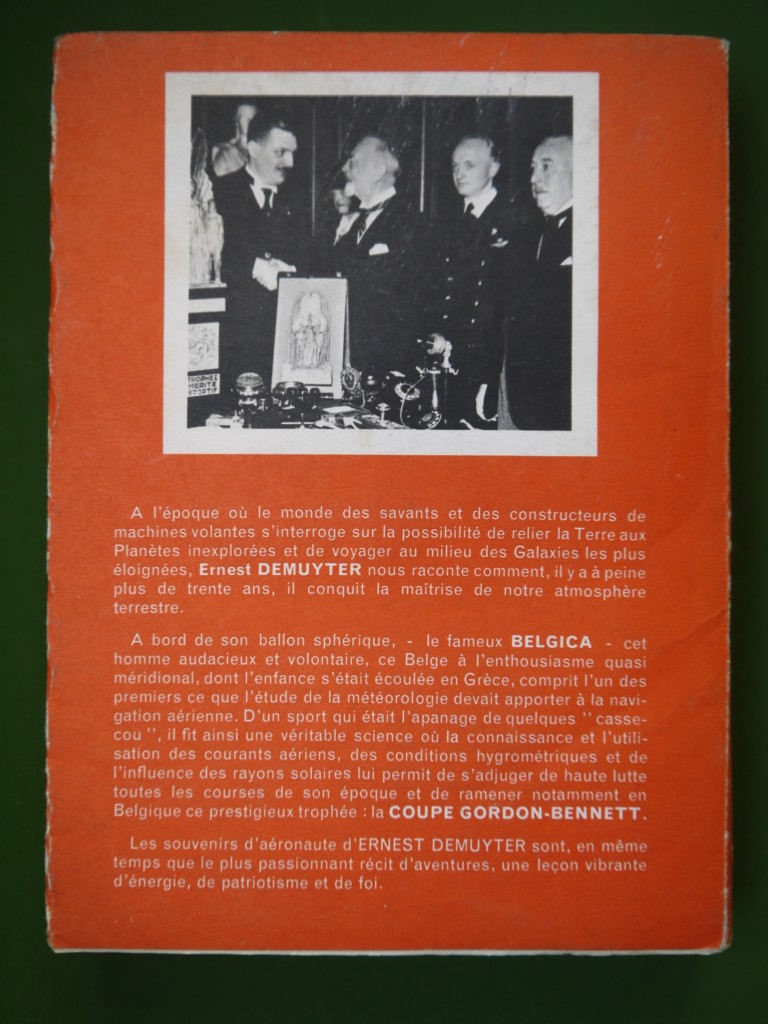 TROPHEE
MERITE
SPORTIF
A l'époque où le monde des savants et des constructeurs de
machines volantes s'interroge sur la possibilité de relier la Terre aux
Planètes inexplorées et de voyager au milieu des Galaxies les plus
éloignées, Ernest DEMUYTER nous raconte comment, il y a à peine
plus de trente ans, il conquit la maîtrise de notre atmosphère
terrestre.
A bord de son ballon sphérique, - le fameux BELGICA - cet
homme audacieux et volontaire, ce Belge à l'enthousiasme quasi
méridional, dont l'enfance s'était écoulée en Grèce, comprit l'un des
premiers ce que l'étude de la météorologie devait apporter à la navi-
gation aérienne. D'un sport qui était l'apanage de quelques " casse-
cou ", il fit ainsi une véritable science où la connaissance et l'utili-
sation des courants aériens, des conditions hygrométriques et de
l'influence des rayons solaires lui permit de s'adjuger de haute lutte
toutes les courses de son époque et de ramener notamment en
Belgique ce prestigieux trophée : la COUPE GORDON-BENNETT.
Les souvenirs d'aéronaute d'ERNEST DEMUYTER sont, en même
temps que le plus passionnant récit d'aventures, une leçon vibrante
d'énergie, de patriotisme et de foi.